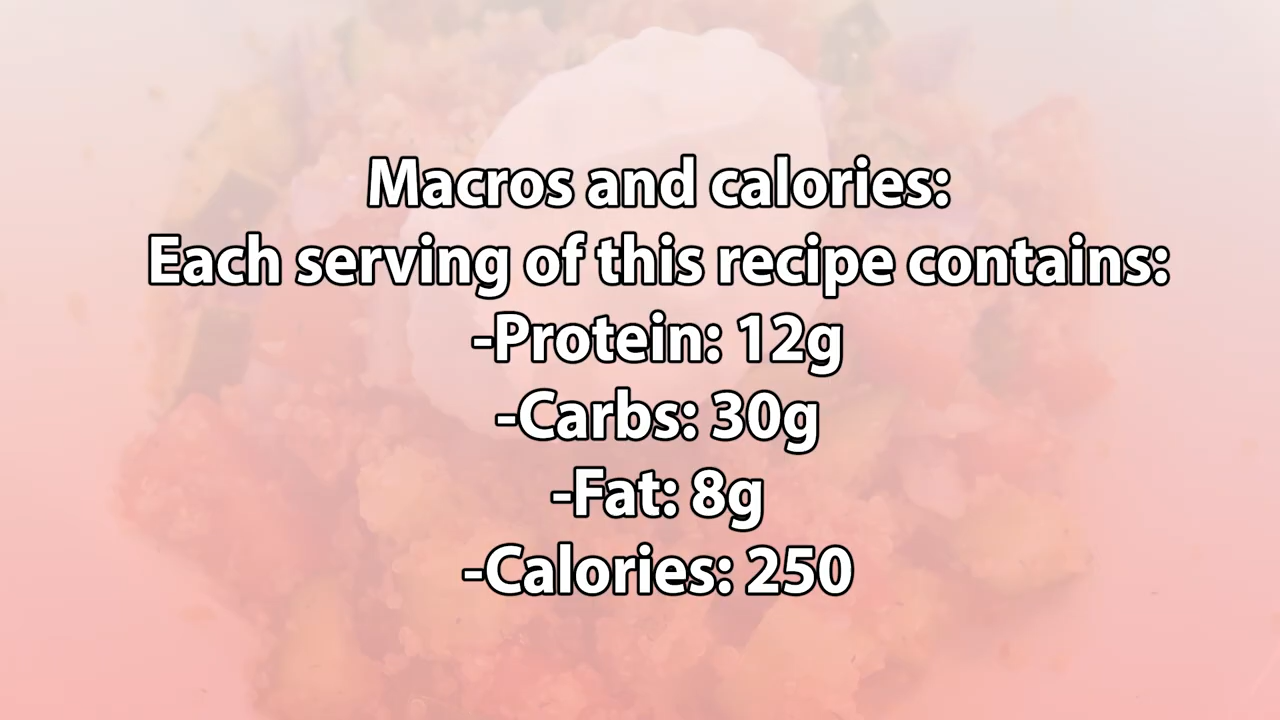 Macros and calories:
Each serving of this recipe contains:
-Protein: 12g
-Carbs: 30g
-Fat: 8g
-Calories: 250